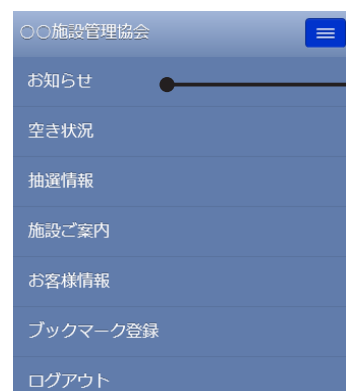 ○○施設管理協会
お知らせ
空き状況
抽選情報
施設ご案内
お客様情報
ブックマーク登録
ログアウト